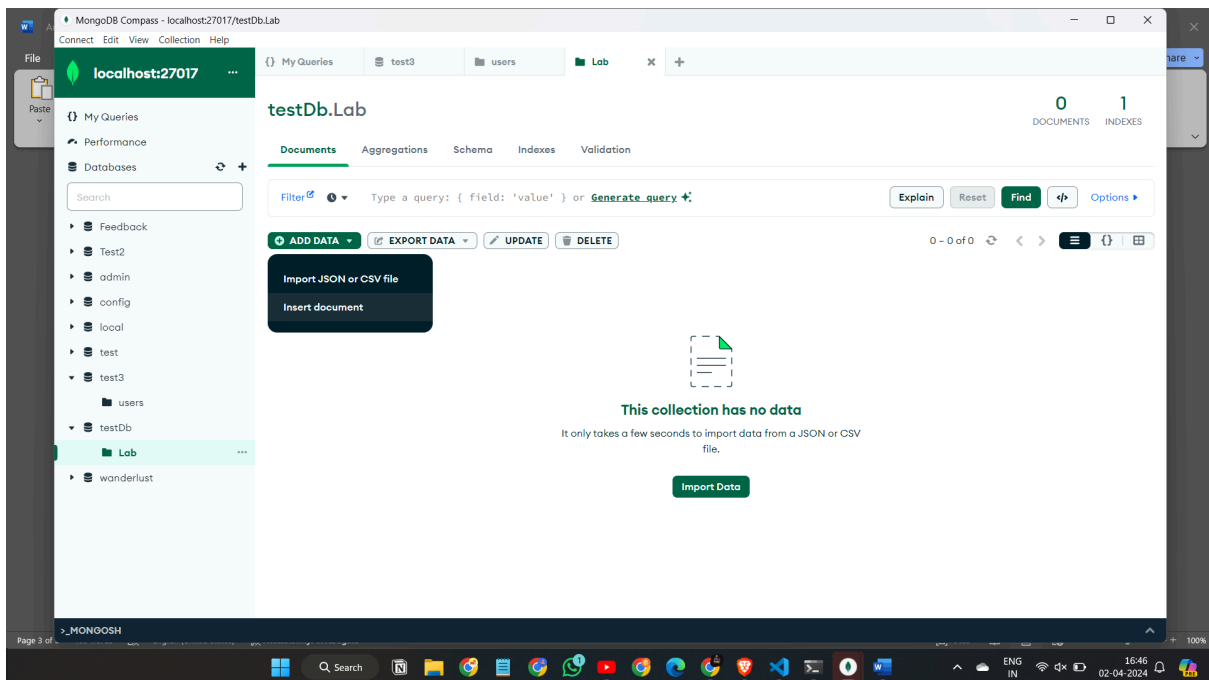 MongoDB Compass - localhost:27017/testDb.Lab
Connect Edit View Collection Help
File
Paste
localhost:27017 ...
{} My Queries
Performance
Databases
Search
Feedback
Test2
admin
config
local
test
test3
users
testDb
Lab ...
wanderlust
{} My Queries test3 users Lab
testDb.Lab
0 DOCUMENTS
1 INDEXES
Documents Aggregations Schema Indexes Validation
Filter Type a query: { field: 'value' } or Generate query Explain Reset Find </> Options
ADD DATA EXPORT DATA UPDATE DELETE 0 – 0 of 0 {}
Import JSON or CSV file
Insert document
This collection has no data
It only takes a few seconds to import data from a JSON or CSV
file.
Import Data
>_MONGOSH
Page 3 of
100%
Search
ENG
IN
16:46
02-04-2024
PRE